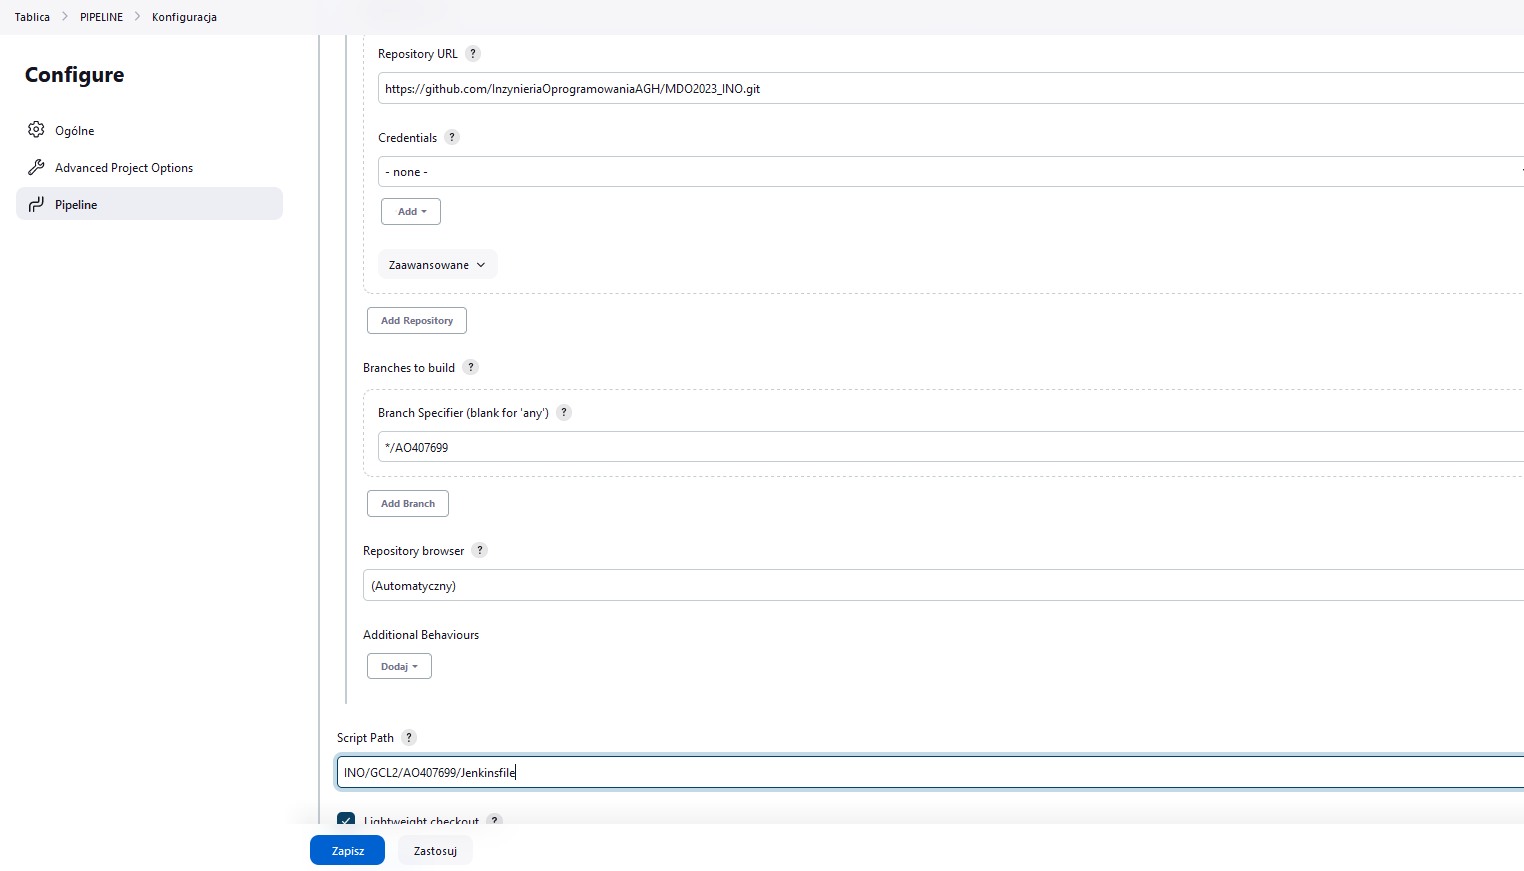 Tablica > PIPELINE > Konfiguracja
Configure
Ogólne
Advanced Project Options
Pipeline
Repository URL ?
https://github.com/InzynieriaOprogramowaniaAGH/MDO2023_INO.git
Credentials ?
- none -
Add
Zaawansowane
Add Repository
Branches to build ?
Branch Specifier (blank for 'any') ?
*/AO407699
Add Branch
Repository browser ?
(Automatyczny)
Additional Behaviours
Dodaj
Script Path ?
INO/GCL2/AO407699/Jenkinsfile
Lightweight checkout ?
Zapisz
Zastosuj